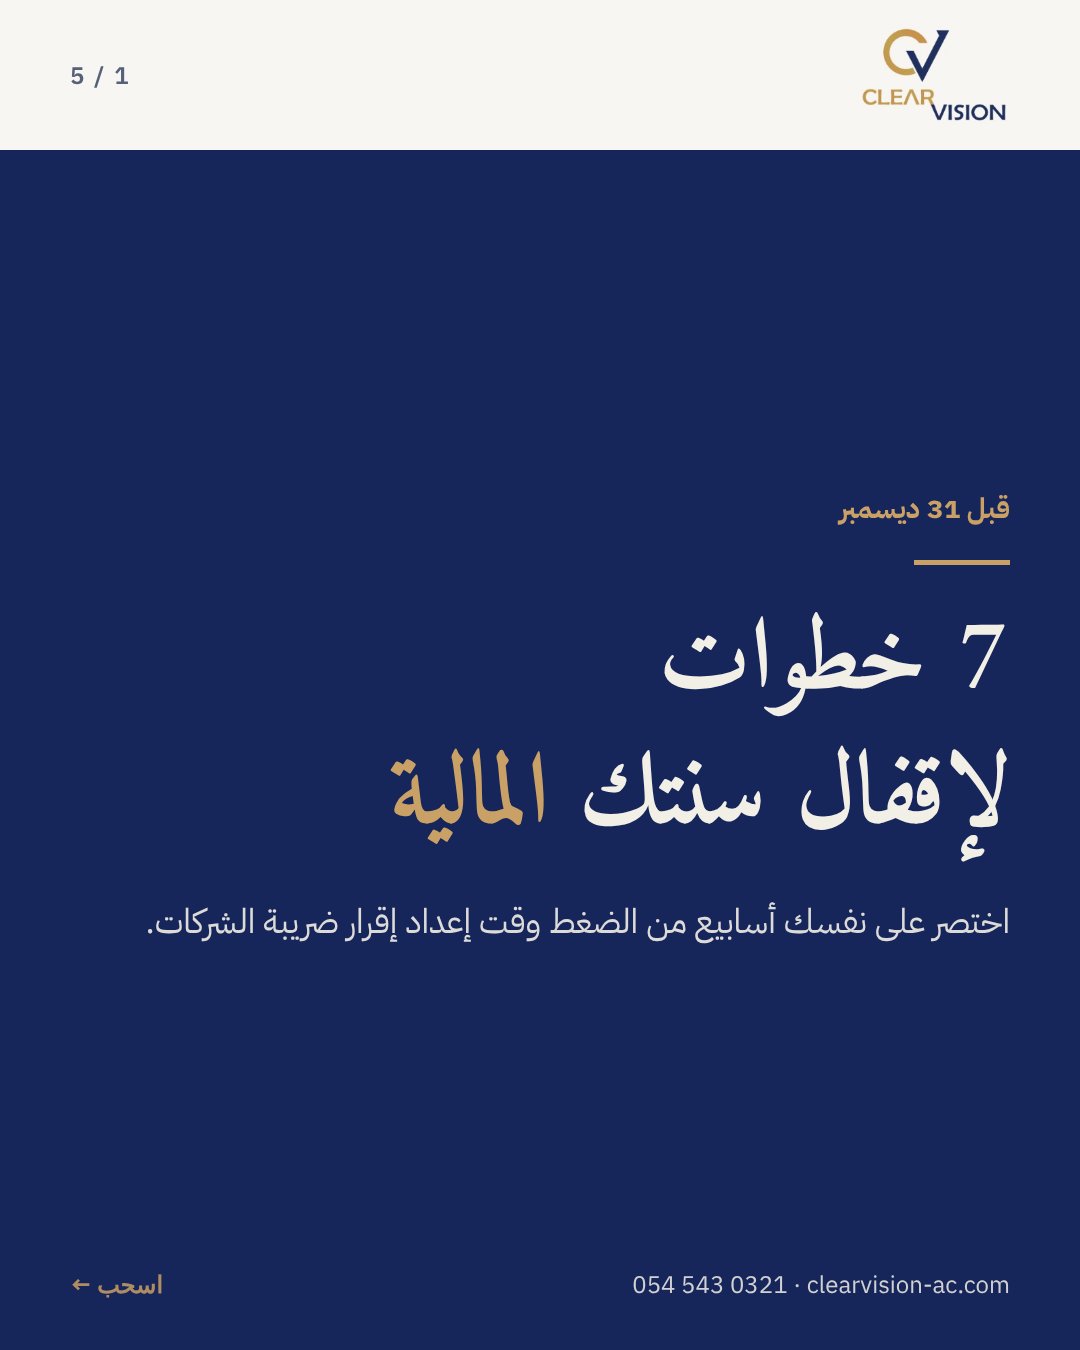 CLEAR
VISION
5 / 1
قبل 31 ديسمبر
7 خطوات
لإقفال سنتك المالية
اختصر على نفسك أسابيع من الضغط وقت إعداد إقرار ضريبة الشركات.
054 543 0321 · clearvision-ac.com
اسحب ←